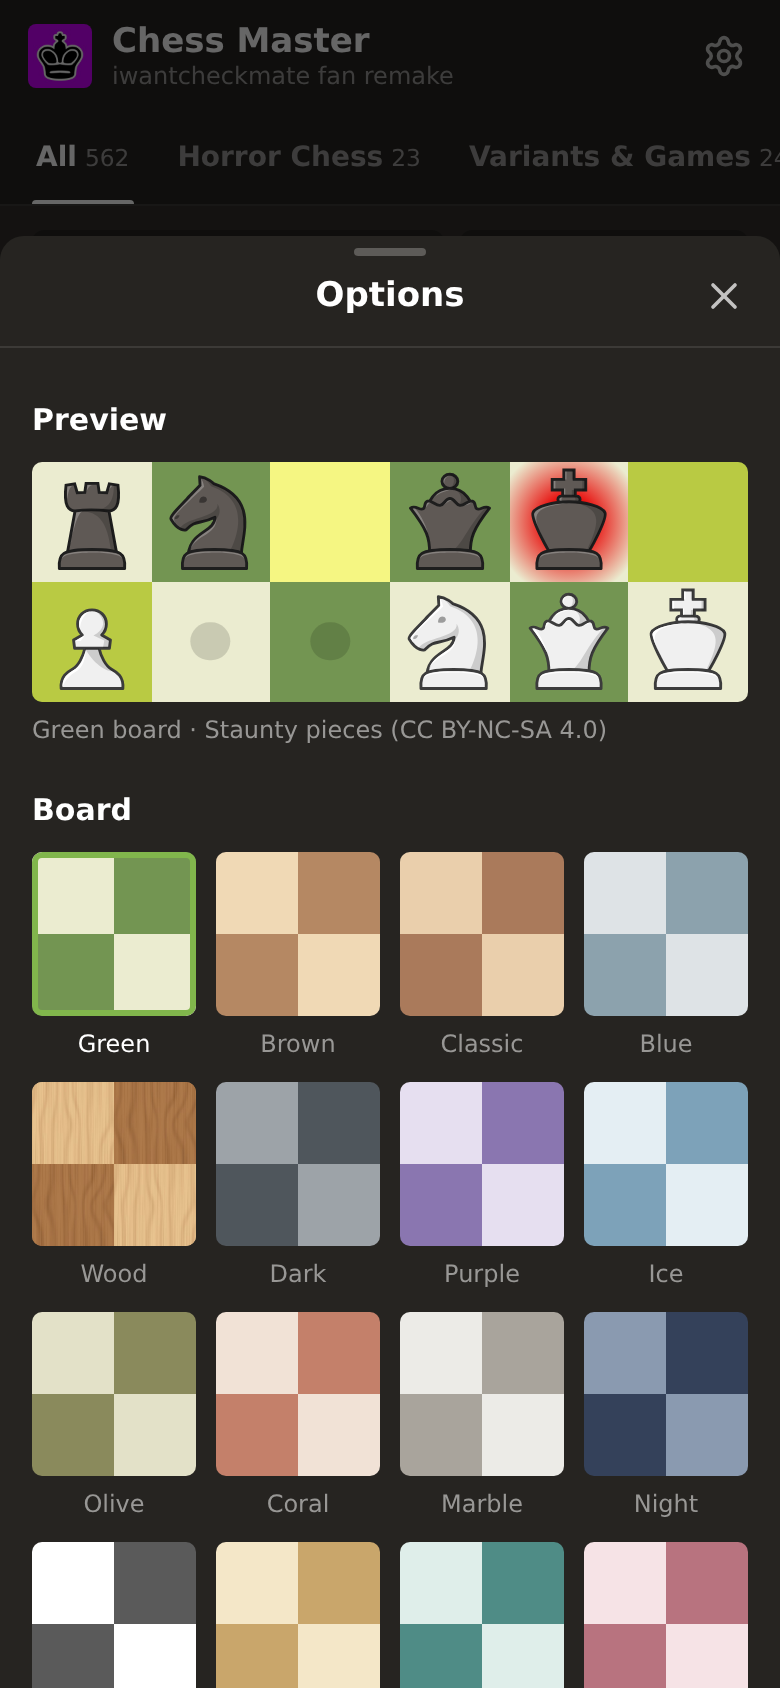 Chess Master
iwantcheckmate fan remake
All 562 Horror Chess 23 Variants & Games 24
Options
Preview
Green board · Staunty pieces (CC BY-NC-SA 4.0)
Board
Green Brown Classic Blue
Wood Dark Purple Ice
Olive Coral Marble Night